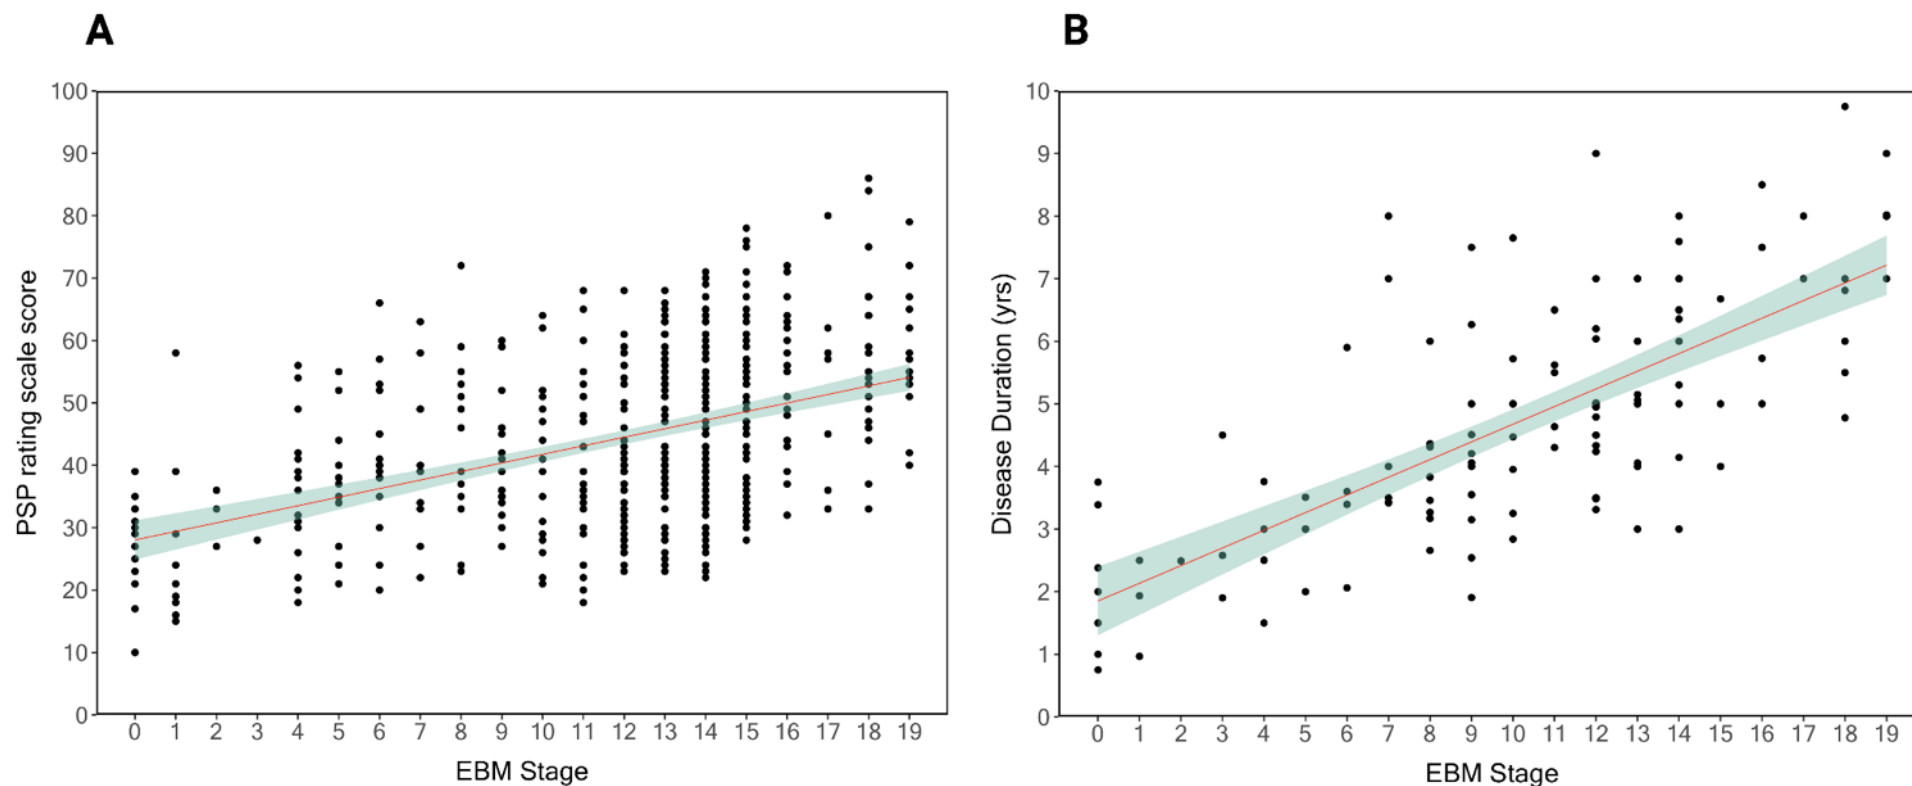 A
PSP rating scale score
100
90
80
70
60
50
40
30
20
10
0
0 1 2 3 4 5 6 7 8 9 10 11 12 13 14 15 16 17 18 19
EBM Stage
B
Disease Duration (yrs)
10
9
8
7
6
5
4
3
2
1
0
0 1 2 3 4 5 6 7 8 9 10 11 12 13 14 15 16 17 18 19
EBM Stage